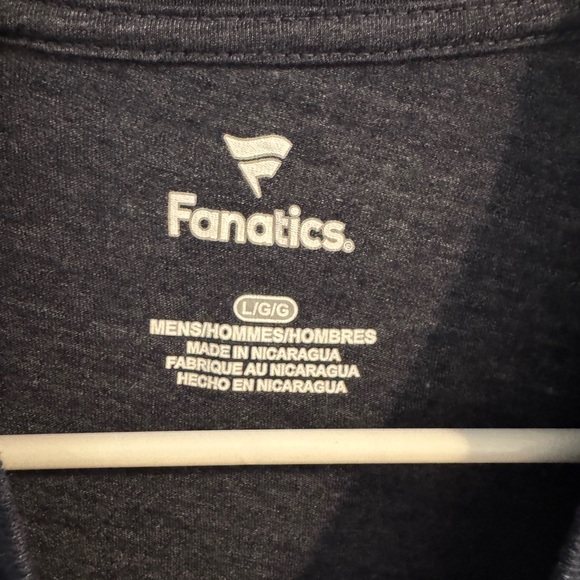 Fanatics.
L/G/G
MENS/HOMMES/HOMBRES
MADE IN NICARAGUA
FABRIQUE AU NICARAGUA
HECHO EN NICARAGUA